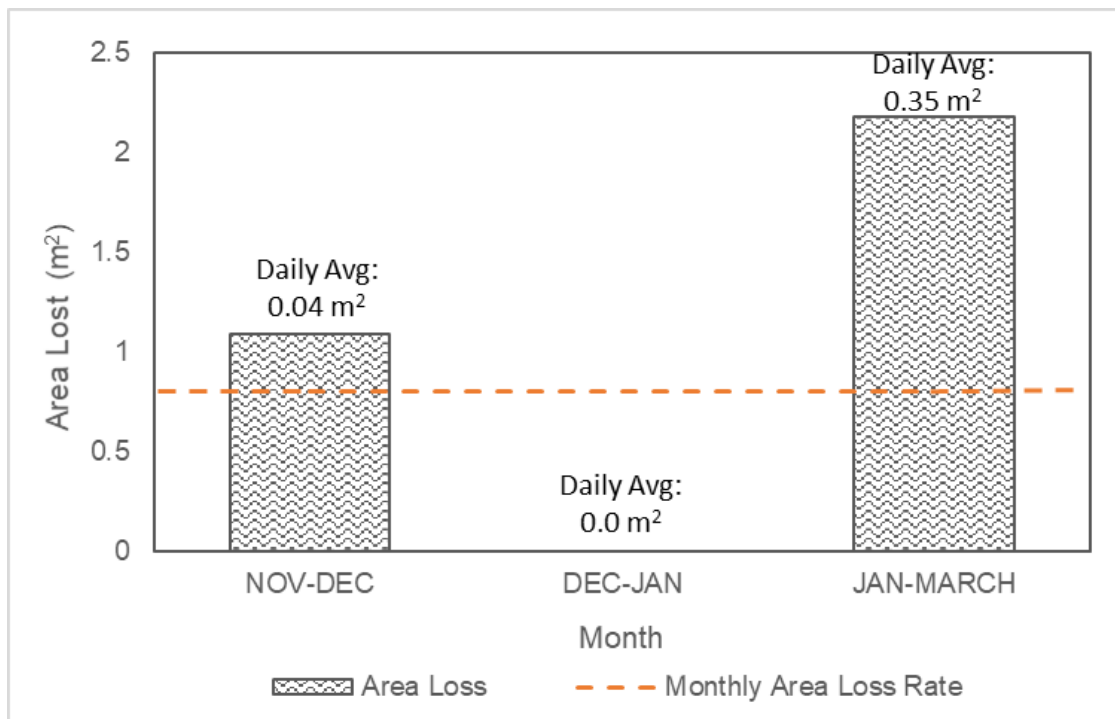 2.5
2
1.5
1
0.5
0
Area Lost (m²)
Daily Avg:
0.04 m²
Daily Avg:
0.0 m²
Daily Avg:
0.35 m²
NOV-DEC
DEC-JAN
JAN-MARCH
Month
Area Loss
Monthly Area Loss Rate